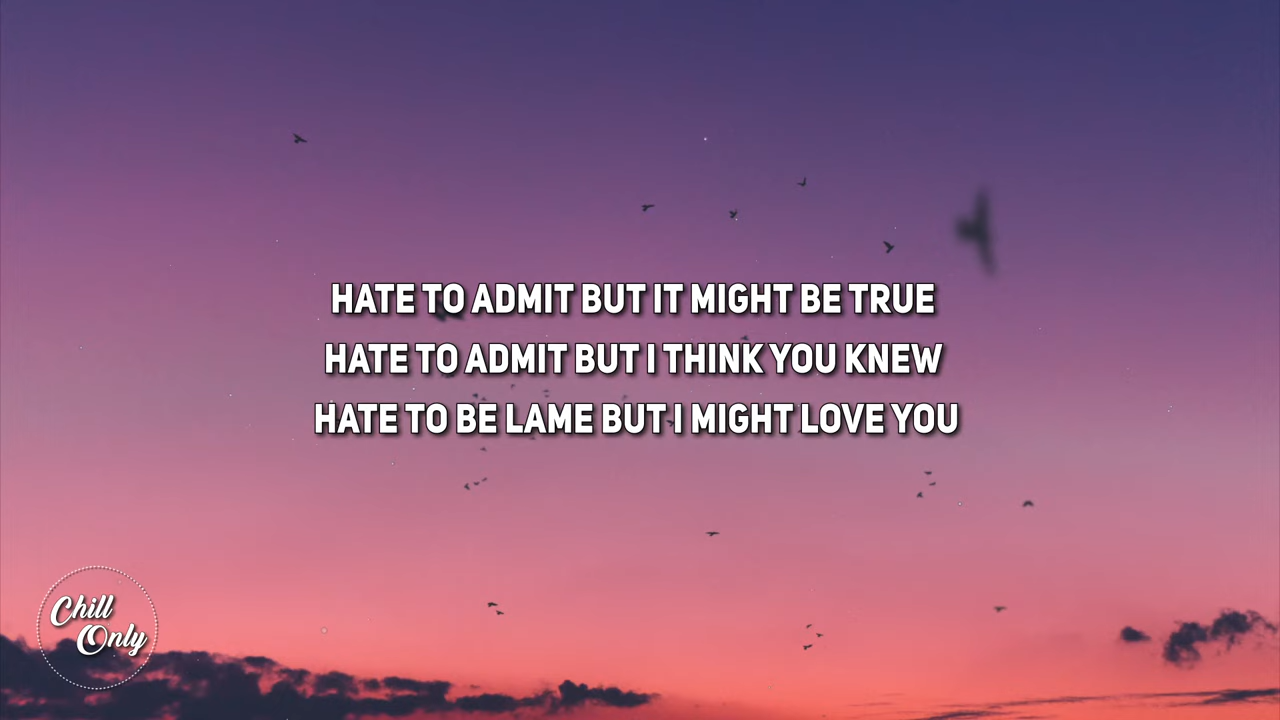 HATE TO ADMIT BUT IT MIGHT BE TRUE
HATE TO ADMIT BUT I THINK YOU KNEW
HATE TO BE LAME BUT I MIGHT LOVE YOU
Chill
Only